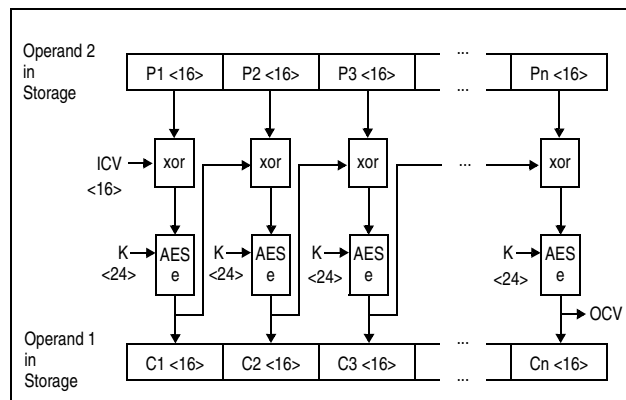 Operand 2
in
Storage
P1 <16> P2 <16> P3 <16> ... Pn <16>
...
ICV
<16>
xor xor xor ... xor
K
<24>
AES
e
K
<24>
AES
e
K
<24>
AES
e
K
<24>
AES
e
OCV
Operand 1
in
Storage
...
C1 <16> C2 <16> C3 <16> ... Cn <16>